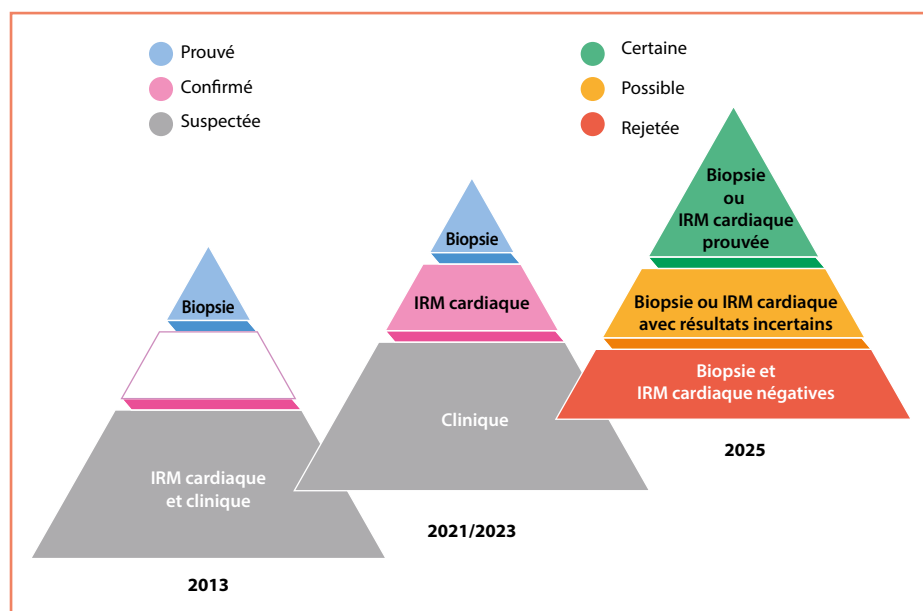 Prouvé
Confirmé
Suspectée
Certaine
Possible
Rejetée
Biopsie
IRM cardiaque
et clinique
2013
Biopsie
IRM cardiaque
Clinique
2021/2023
Biopsie
ou
IRM cardiaque
prouvée
Biopsie ou IRM cardiaque
avec résultats incertains
Biopsie et
IRM cardiaque négatives
2025